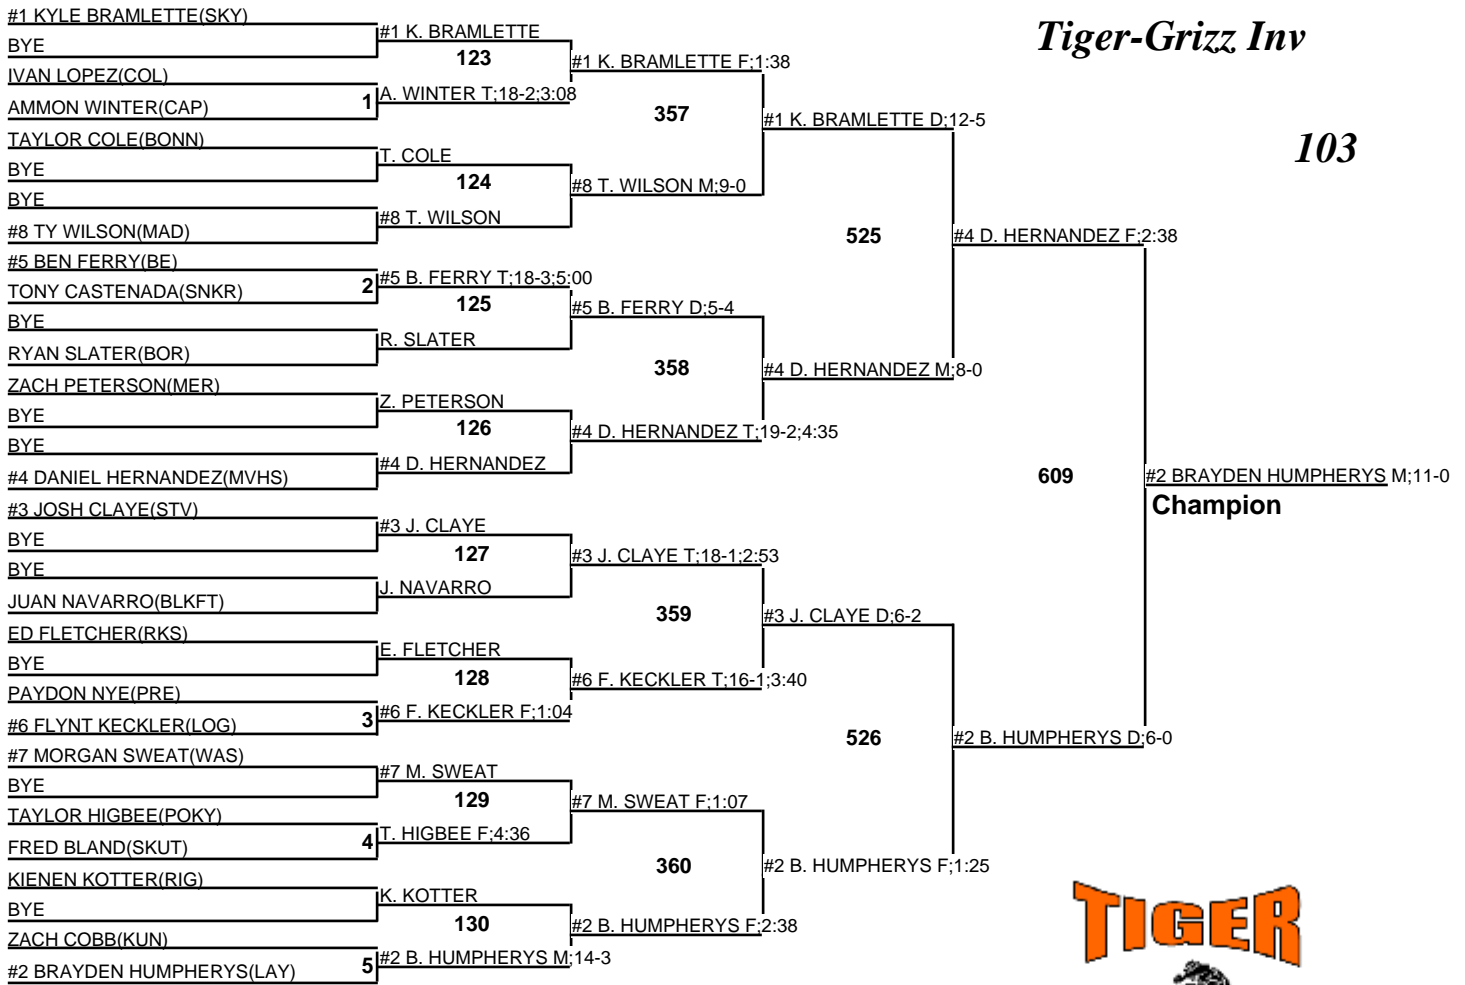 Tiger-Grizz Inv
103
#1 KYLE BRAMLETTE(SKY)
BYE
IVAN LOPEZ(COL)
AMMON WINTER(CAP)
TAYLOR COLE(BONN)
BYE
BYE
#8 TY WILSON(MAD)
#5 BEN FERRY(BE)
TONY CASTENADA(SNKR)
BYE
RYAN SLATER(BOR)
ZACH PETERSON(MER)
BYE
BYE
#4 DANIEL HERNANDEZ(MVHS)
#3 JOSH CLAYE(STV)
BYE
BYE
JUAN NAVARRO(BLKFT)
ED FLETCHER(RKS)
BYE
PAYDON NYE(PRE)
#6 FLYNT KECKLER(LOG)
#7 MORGAN SWEAT(WAS)
BYE
TAYLOR HIGBEE(POKY)
FRED BLAND(SKUT)
KIENEN KOTTER(RIG)
BYE
ZACH COBB(KUN)
#2 BRAYDEN HUMPHERYS(LAY)
1
2
3
4
5
#1 K. BRAMLETTE
123
A. WINTER T;18-2;3:08
T. COLE
124
#8 T. WILSON
#5 B. FERRY T;18-3;5:00
125
R. SLATER
Z. PETERSON
126
#4 D. HERNANDEZ
#3 J. CLAYE
127
J. NAVARRO
E. FLETCHER
128
#6 F. KECKLER F;1:04
#7 M. SWEAT
129
T. HIGBEE F;4:36
K. KOTTER
130
#2 B. HUMPHERYS M;14-3
#1 K. BRAMLETTE F;1:38
357
#8 T. WILSON M;9-0
#5 B. FERRY D;5-4
358
#4 D. HERNANDEZ T;19-2;4:35
#3 J. CLAYE T;18-1;2:53
359
#6 F. KECKLER T;16-1;3:40
#7 M. SWEAT F;1:07
360
#2 B. HUMPHERYS F;2:38
#1 K. BRAMLETTE D;12-5
525
#4 D. HERNANDEZ M;8-0
#3 J. CLAYE D;6-2
526
#2 B. HUMPHERYS F;1:25
#4 D. HERNANDEZ F;2:38
609
#2 B. HUMPHERYS D;6-0
#2 BRAYDEN HUMPHERYS M;11-0
Champion
TIGER